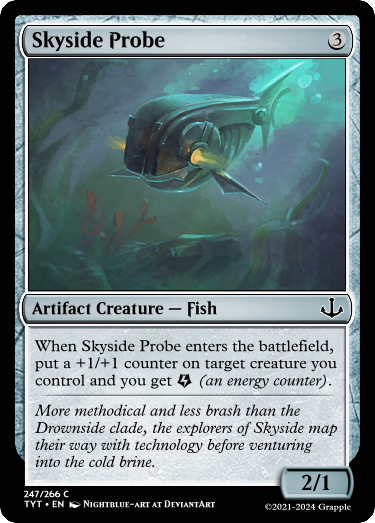 Skyside Probe 3
Artifact Creature — Fish
When Skyside Probe enters the battlefield,
put a +1/+1 counter on target creature you
control and you get (an energy counter).
More methodical and less brash than the
Drownside clade, the explorers of Skyside map
their way with technology before venturing
into the cold brine.
2/1
247/266 C
TYT • EN Nightblue-art at DeviantArt
©2021-2024 Grapple